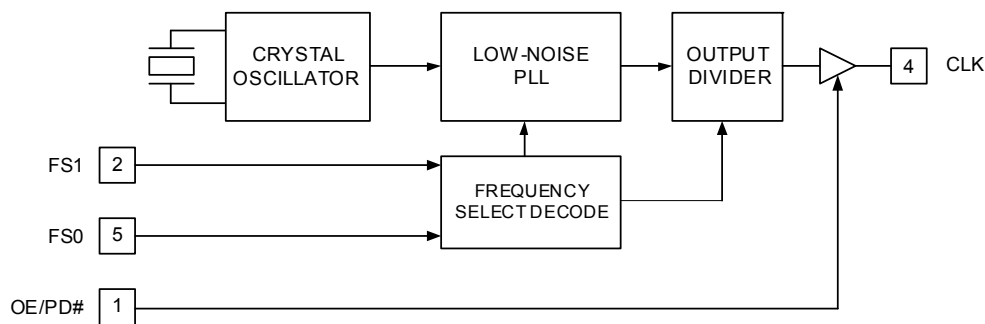 CRYSTAL
OSCILLATOR
LOW-NOISE
PLL
OUTPUT
DIVIDER
4 CLK
FS1 2
FREQUENCY
SELECT DECODE
FS0 5
OE/PD# 1